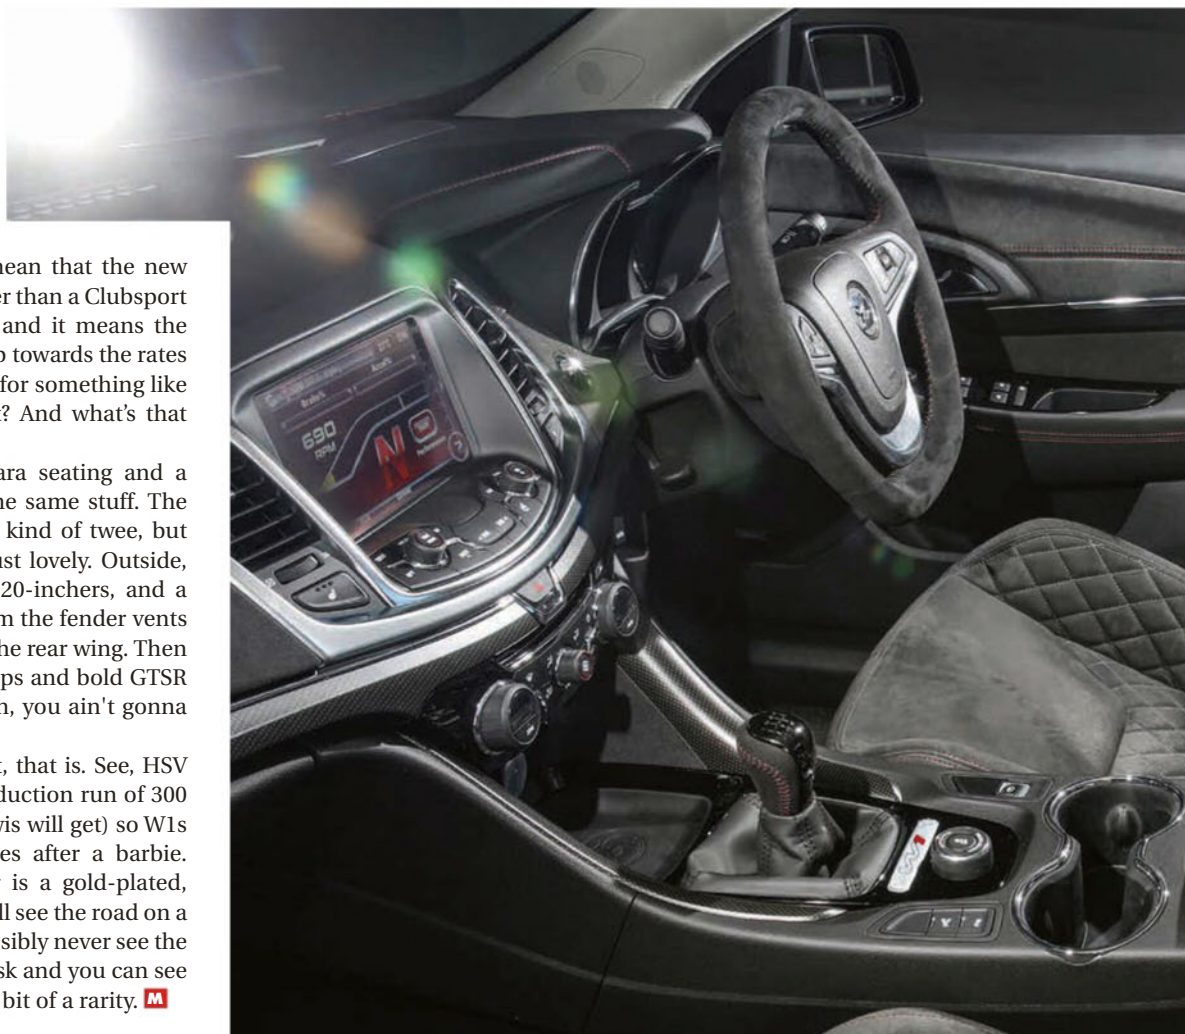 nean that the new
er than a Clubsport
and it means the
o towards the rates
for something like
? And what’s that
ara seating and a
ne same stuff. The
kind of twee, but
ust lovely. Outside,
20-inchers, and a
m the fender vents
he rear wing. Then
ps and bold GTSR
n, you ain't gonna
, that is. See, HSV
duction run of 300
wis will get) so W1s
es after a barbie.
is a gold-plated,
ll see the road on a
sibly never see the
sk and you can see
bit of a rarity. M
690
RPM
N
W1